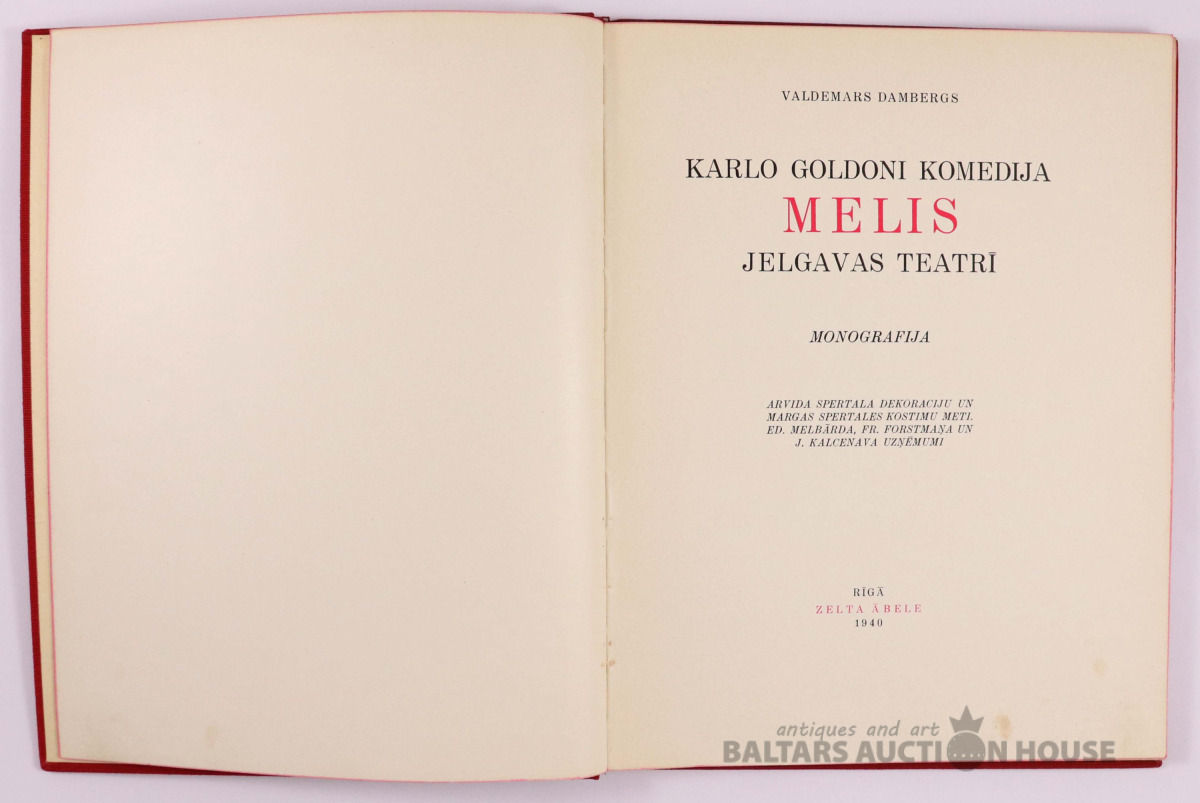 VALDEMARS DAMBERGS
KARLO GOLDONI KOMEDIJA
MELIS
JELGAVAS TEATRĪ
MONOGRAFIJA
ARVIDA SPERTALA DEKORACIJU UN
MARGAS SPERTALES KOSTIMU METI.
ED. MELBĀRDA, FR. FORSTMAŅA UN
J. KALCENAVA UZŅĒMUMI
RĪGĀ
ZELTA ĀBELE
1940
antiques and art
BALTARS AUCTION HOUSE